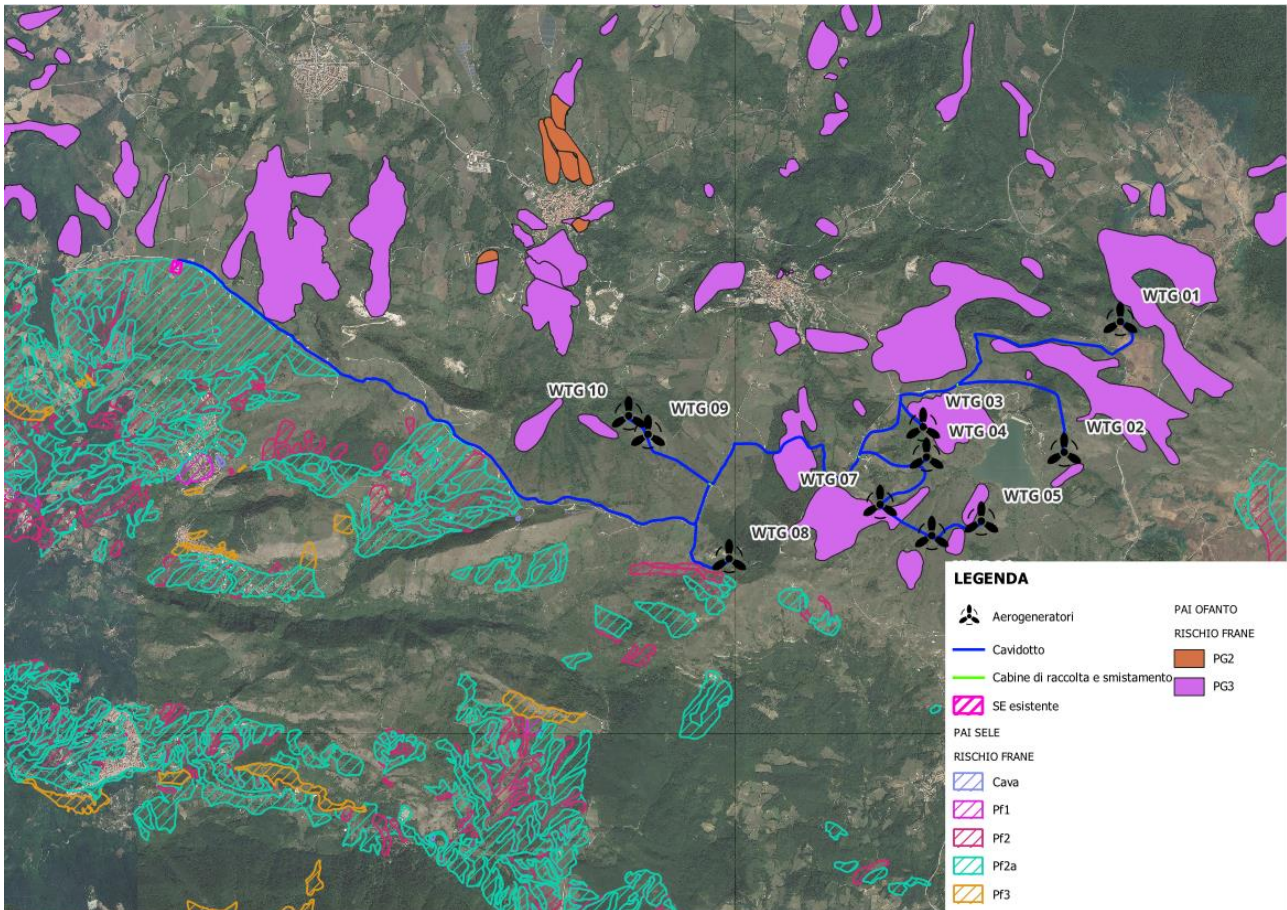 WTG 01
WTG 10
WTG 09
WTG 03
WTG 04
WTG 02
WTG 07
WTG 05
WTG 08
LEGENDA
Aerogeneratori
Cavidotto
Cabine di raccolta e smistamento
SE esistente
PAI SELE
RISCHIO FRANE
Cava
Pf1
Pf2
Pf2a
Pf3
PAI OFANTO
RISCHIO FRANE
PG2
PG3